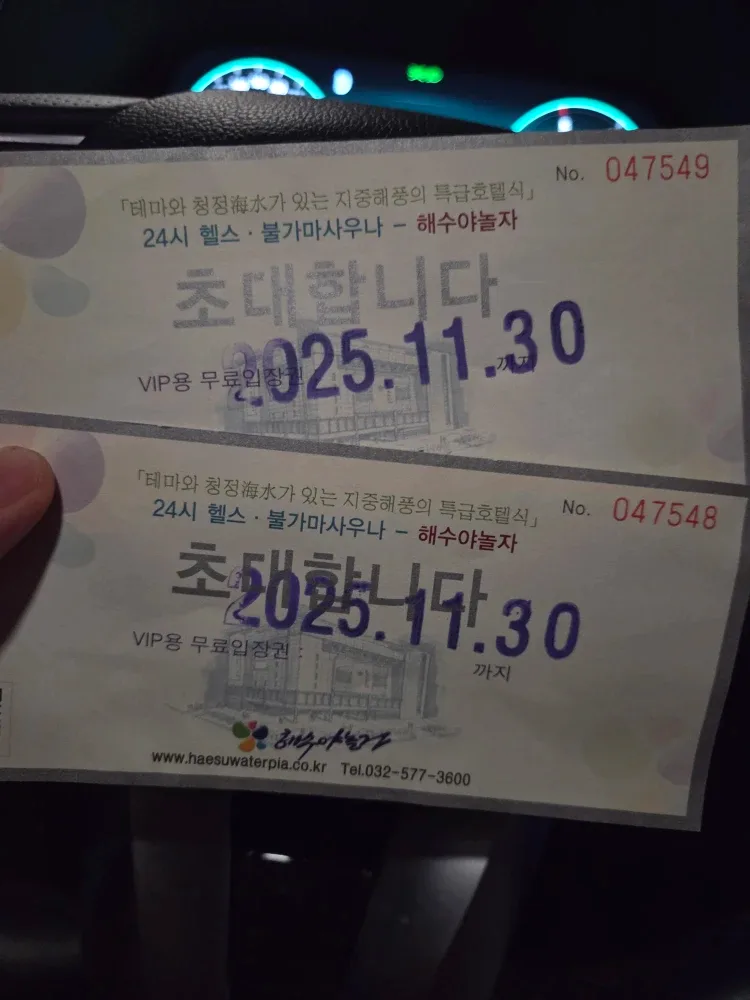 No. 047549
「테마와 청정海水가 있는 지중해풍의 특급호텔식」
24시 헬스 · 불가마사우나 - 해수야놀자
초대합니다
2025.11.30
VIP용 무료입장권
까지
No. 047548
「테마와 청정海水가 있는 지중해풍의 특급호텔식」
24시 헬스 · 불가마사우나 - 해수야놀자
초대합니다
2025.11.30
VIP용 무료입장권 :
까지
해수야놀자
www.haesuwaterpia.co.kr Tel.032-577-3600